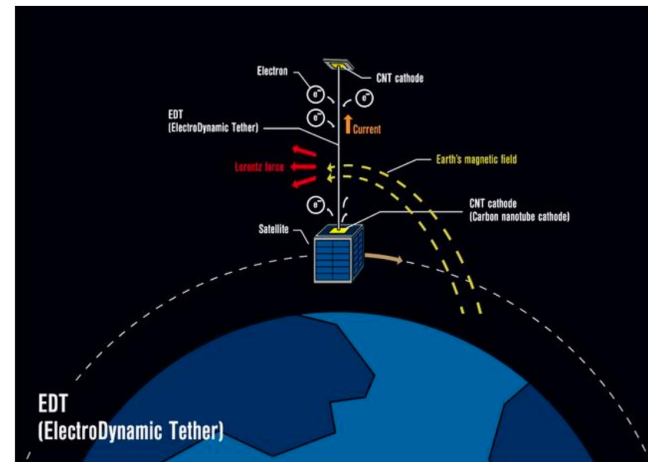 Electron
CNT cathode
e⁻
e⁻
e⁻
EDT
(ElectroDynamic Tether)
Current
Lorentz force
Earth's magnetic field
e⁻
CNT cathode
(Carbon nanotube cathode)
Satellite
EDT
(ElectroDynamic Tether)